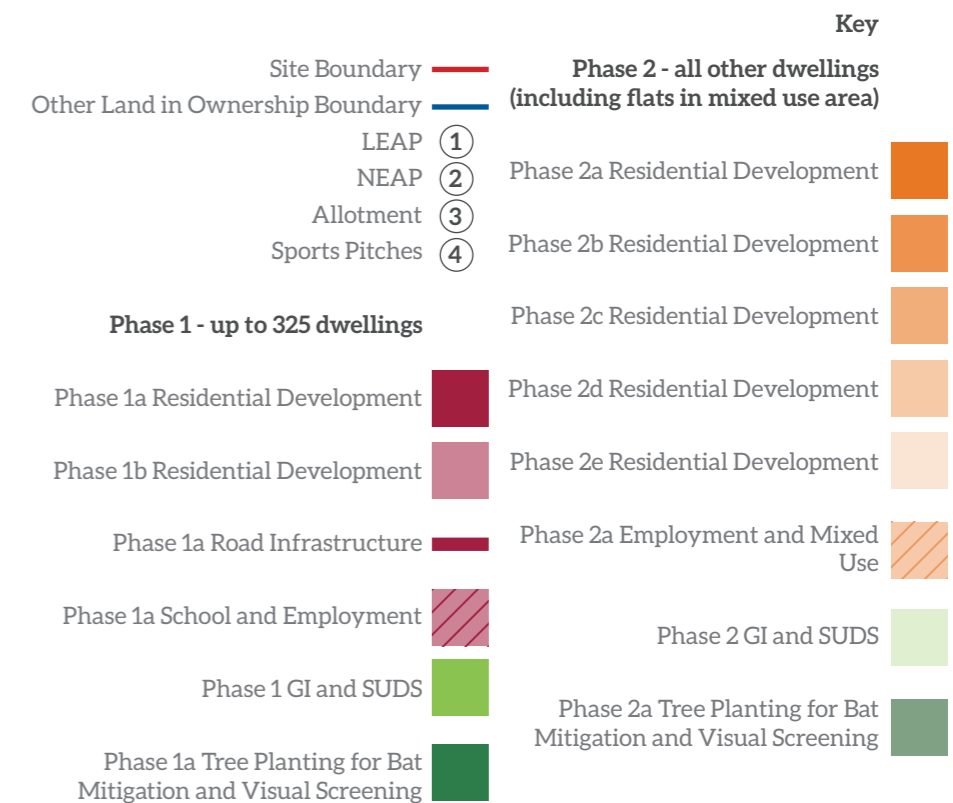 Key
Site Boundary
Other Land in Ownership Boundary
LEAP 1
NEAP 2
Allotment 3
Sports Pitches 4
Phase 1 - up to 325 dwellings
Phase 1a Residential Development
Phase 1b Residential Development
Phase 1a Road Infrastructure
Phase 1a School and Employment
Phase 1 GI and SUDS
Phase 1a Tree Planting for Bat
Mitigation and Visual Screening
Phase 2 - all other dwellings
(including flats in mixed use area)
Phase 2a Residential Development
Phase 2b Residential Development
Phase 2c Residential Development
Phase 2d Residential Development
Phase 2e Residential Development
Phase 2a Employment and Mixed
Use
Phase 2 GI and SUDS
Phase 2a Tree Planting for Bat
Mitigation and Visual Screening